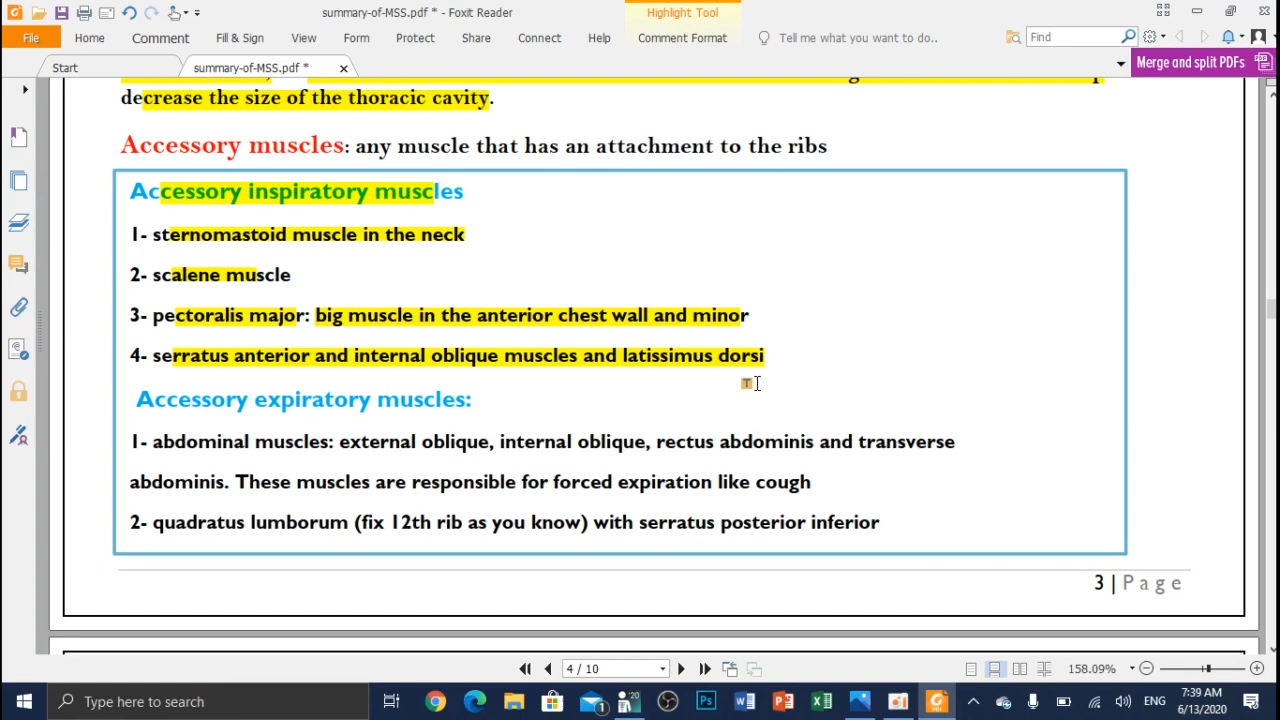 summary-of-MSS.pdf * - Foxit Reader
Highlight Tool
File Home Comment Fill & Sign View Form Protect Share Connect Help Comment Format Tell me what you want to do.. Find
Start summary-of-MSS.pdf * Merge and split PDFs
decrease the size of the thoracic cavity.
Accessory muscles: any muscle that has an attachment to the ribs
Accessory inspiratory muscles
1- sternomastoid muscle in the neck
2- scalene muscle
3- pectoralis major: big muscle in the anterior chest wall and minor
4- serratus anterior and internal oblique muscles and latissimus dorsi
Accessory expiratory muscles:
1- abdominal muscles: external oblique, internal oblique, rectus abdominis and transverse
abdominis. These muscles are responsible for forced expiration like cough
2- quadratus lumborum (fix 12th rib as you know) with serratus posterior inferior
3 | Page
4 / 10 158.09%
Type here to search
ENG
7:39 AM
6/13/2020